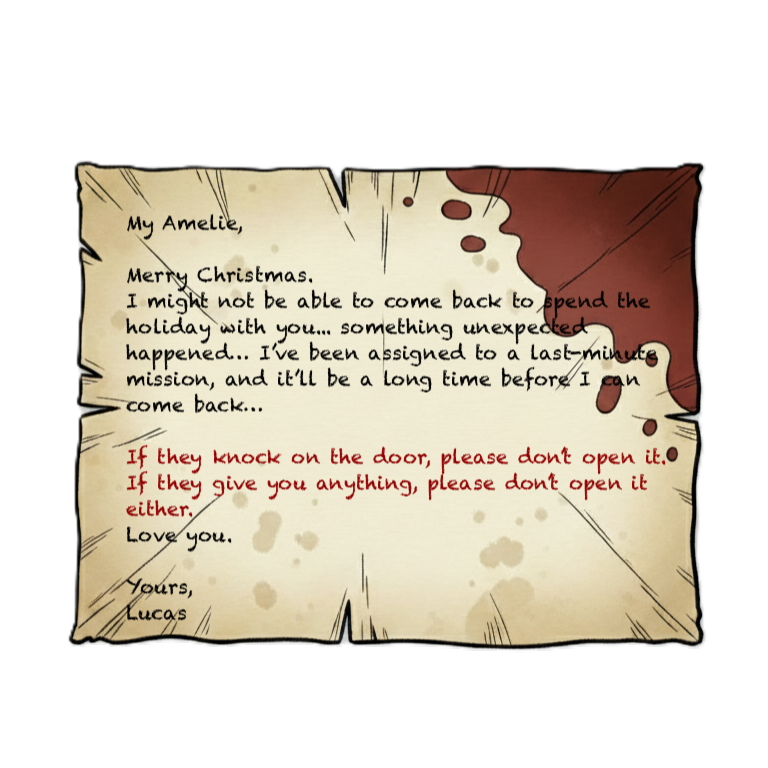 My Amelie,
Merry Christmas.
I might not be able to come back to spend the
holiday with you... something unexpected
happened... I've been assigned to a last-minute
mission, and it'll be a long time before I can
come back...
If they knock on the door, please don't open it.
If they give you anything, please don't open it
either.
Love you.
Yours,
Lucas